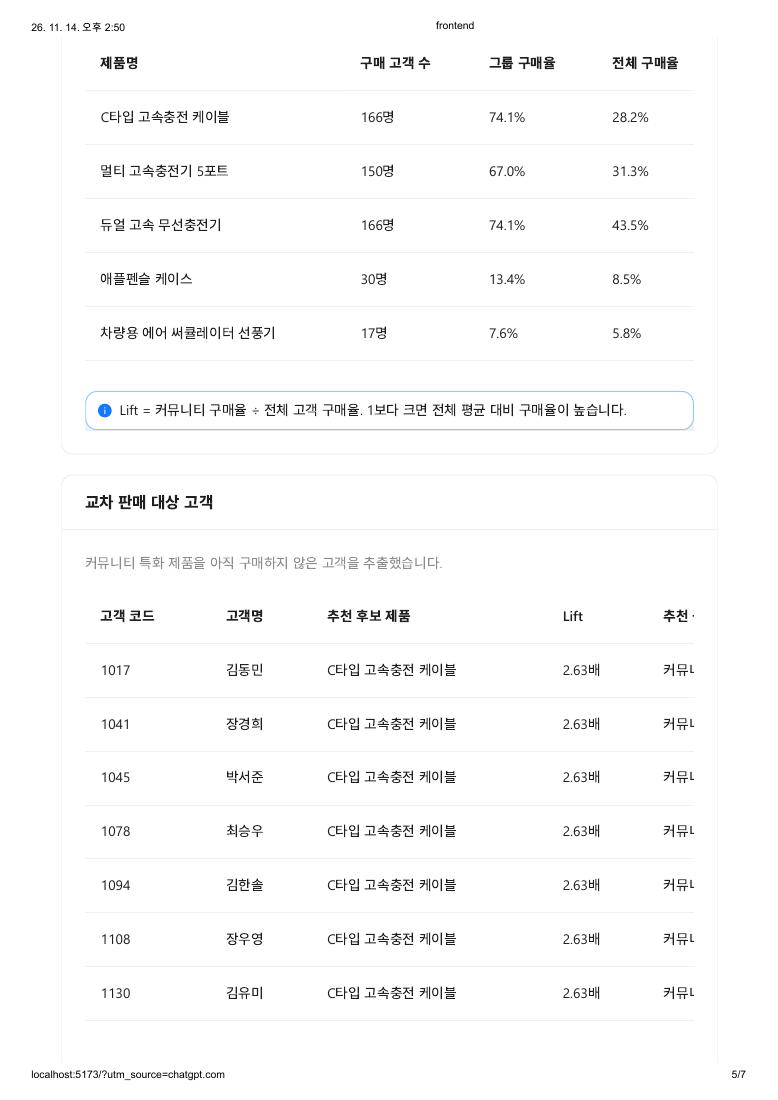 26. 11. 14. 오후 2:50 frontend
제품명 구매 고객 수 그룹 구매율 전체 구매율
C타입 고속충전 케이블 166명 74.1% 28.2%
멀티 고속충전기 5포트 150명 67.0% 31.3%
듀얼 고속 무선충전기 166명 74.1% 43.5%
애플펜슬 케이스 30명 13.4% 8.5%
차량용 에어 써큘레이터 선풍기 17명 7.6% 5.8%
Lift = 커뮤니티 구매율 ÷ 전체 고객 구매율. 1보다 크면 전체 평균 대비 구매율이 높습니다.
교차 판매 대상 고객
커뮤니티 특화 제품을 아직 구매하지 않은 고객을 추출했습니다.
고객 코드 고객명 추천 후보 제품 Lift 추천
1017 김동민 C타입 고속충전 케이블 2.63배 커뮤
1041 장경희 C타입 고속충전 케이블 2.63배 커뮤
1045 박서준 C타입 고속충전 케이블 2.63배 커뮤
1078 최승우 C타입 고속충전 케이블 2.63배 커뮤
1094 김한솔 C타입 고속충전 케이블 2.63배 커뮤
1108 장우영 C타입 고속충전 케이블 2.63배 커뮤
1130 김유미 C타입 고속충전 케이블 2.63배 커뮤
localhost:5173/?utm_source=chatgpt.com 5/7